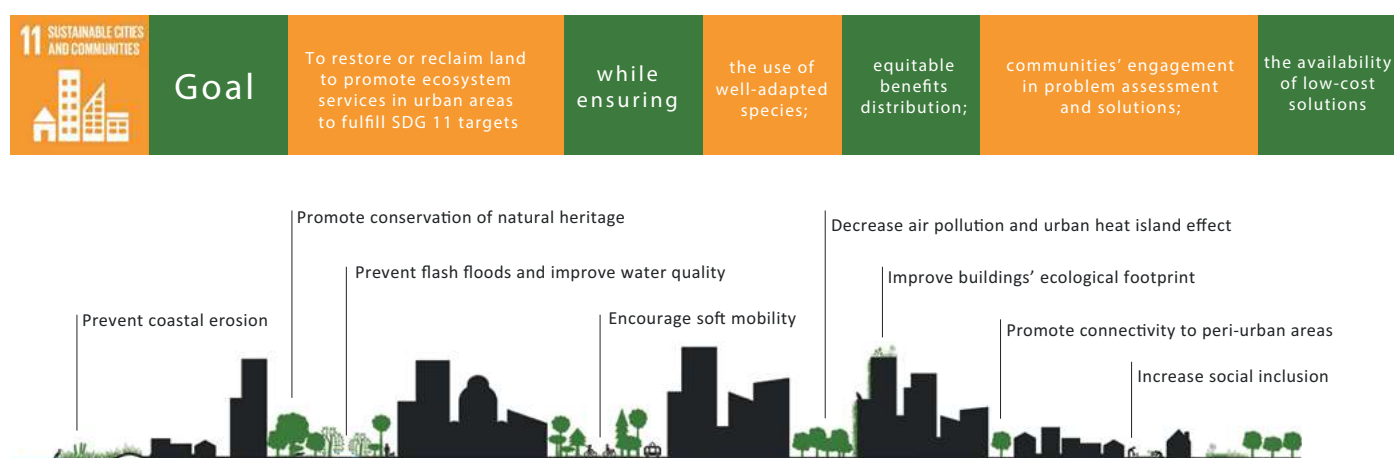 11 SUSTAINABLE CITIES
AND COMMUNITIES
Goal
To restore or reclaim land
to promote ecosystem
services in urban areas
to fulfill SDG 11 targets
while
ensuring
the use of
well-adapted
species;
equitable
benefits
distribution;
communities’ engagement
in problem assessment
and solutions;
the availability
of low-cost
solutions
Promote conservation of natural heritage
Decrease air pollution and urban heat island effect
Prevent flash floods and improve water quality
Improve buildings’ ecological footprint
Prevent coastal erosion
Encourage soft mobility
Promote connectivity to peri-urban areas
Increase social inclusion